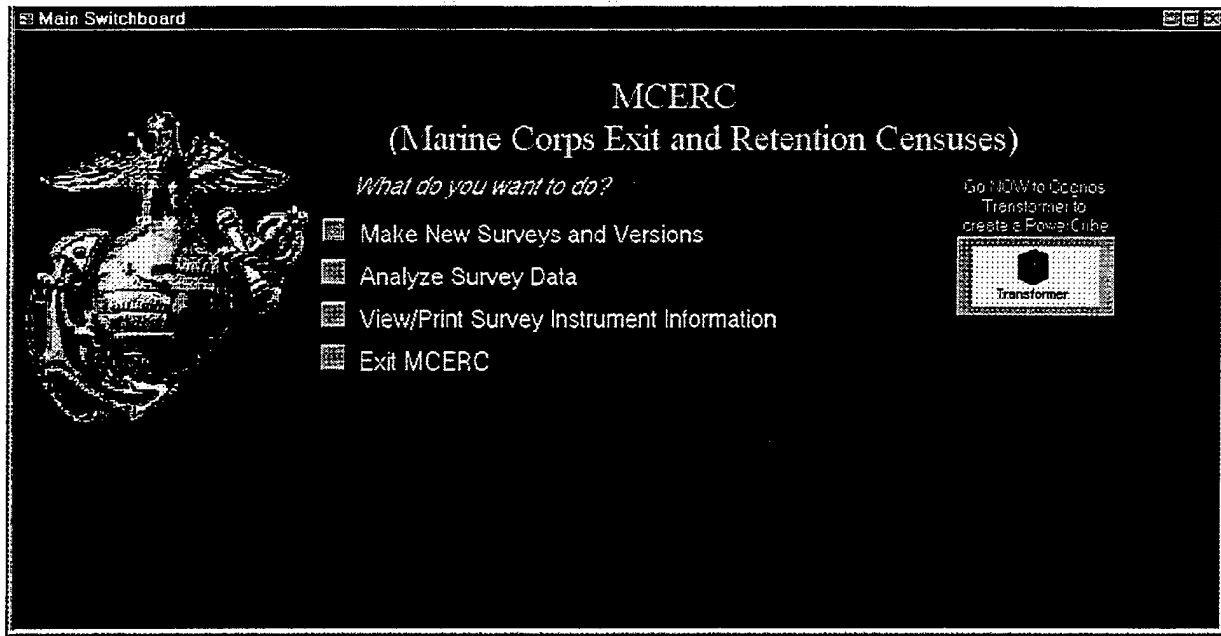 Main Switchboard
MCERC
(Marine Corps Exit and Retention Censuses)
What do you want to do?
Make New Surveys and Versions
Analyze Survey Data
View/Print Survey Instrument Information
Exit MCERC
Go NOW to Cognos
Transformer to
create a PowerCube
Transformer